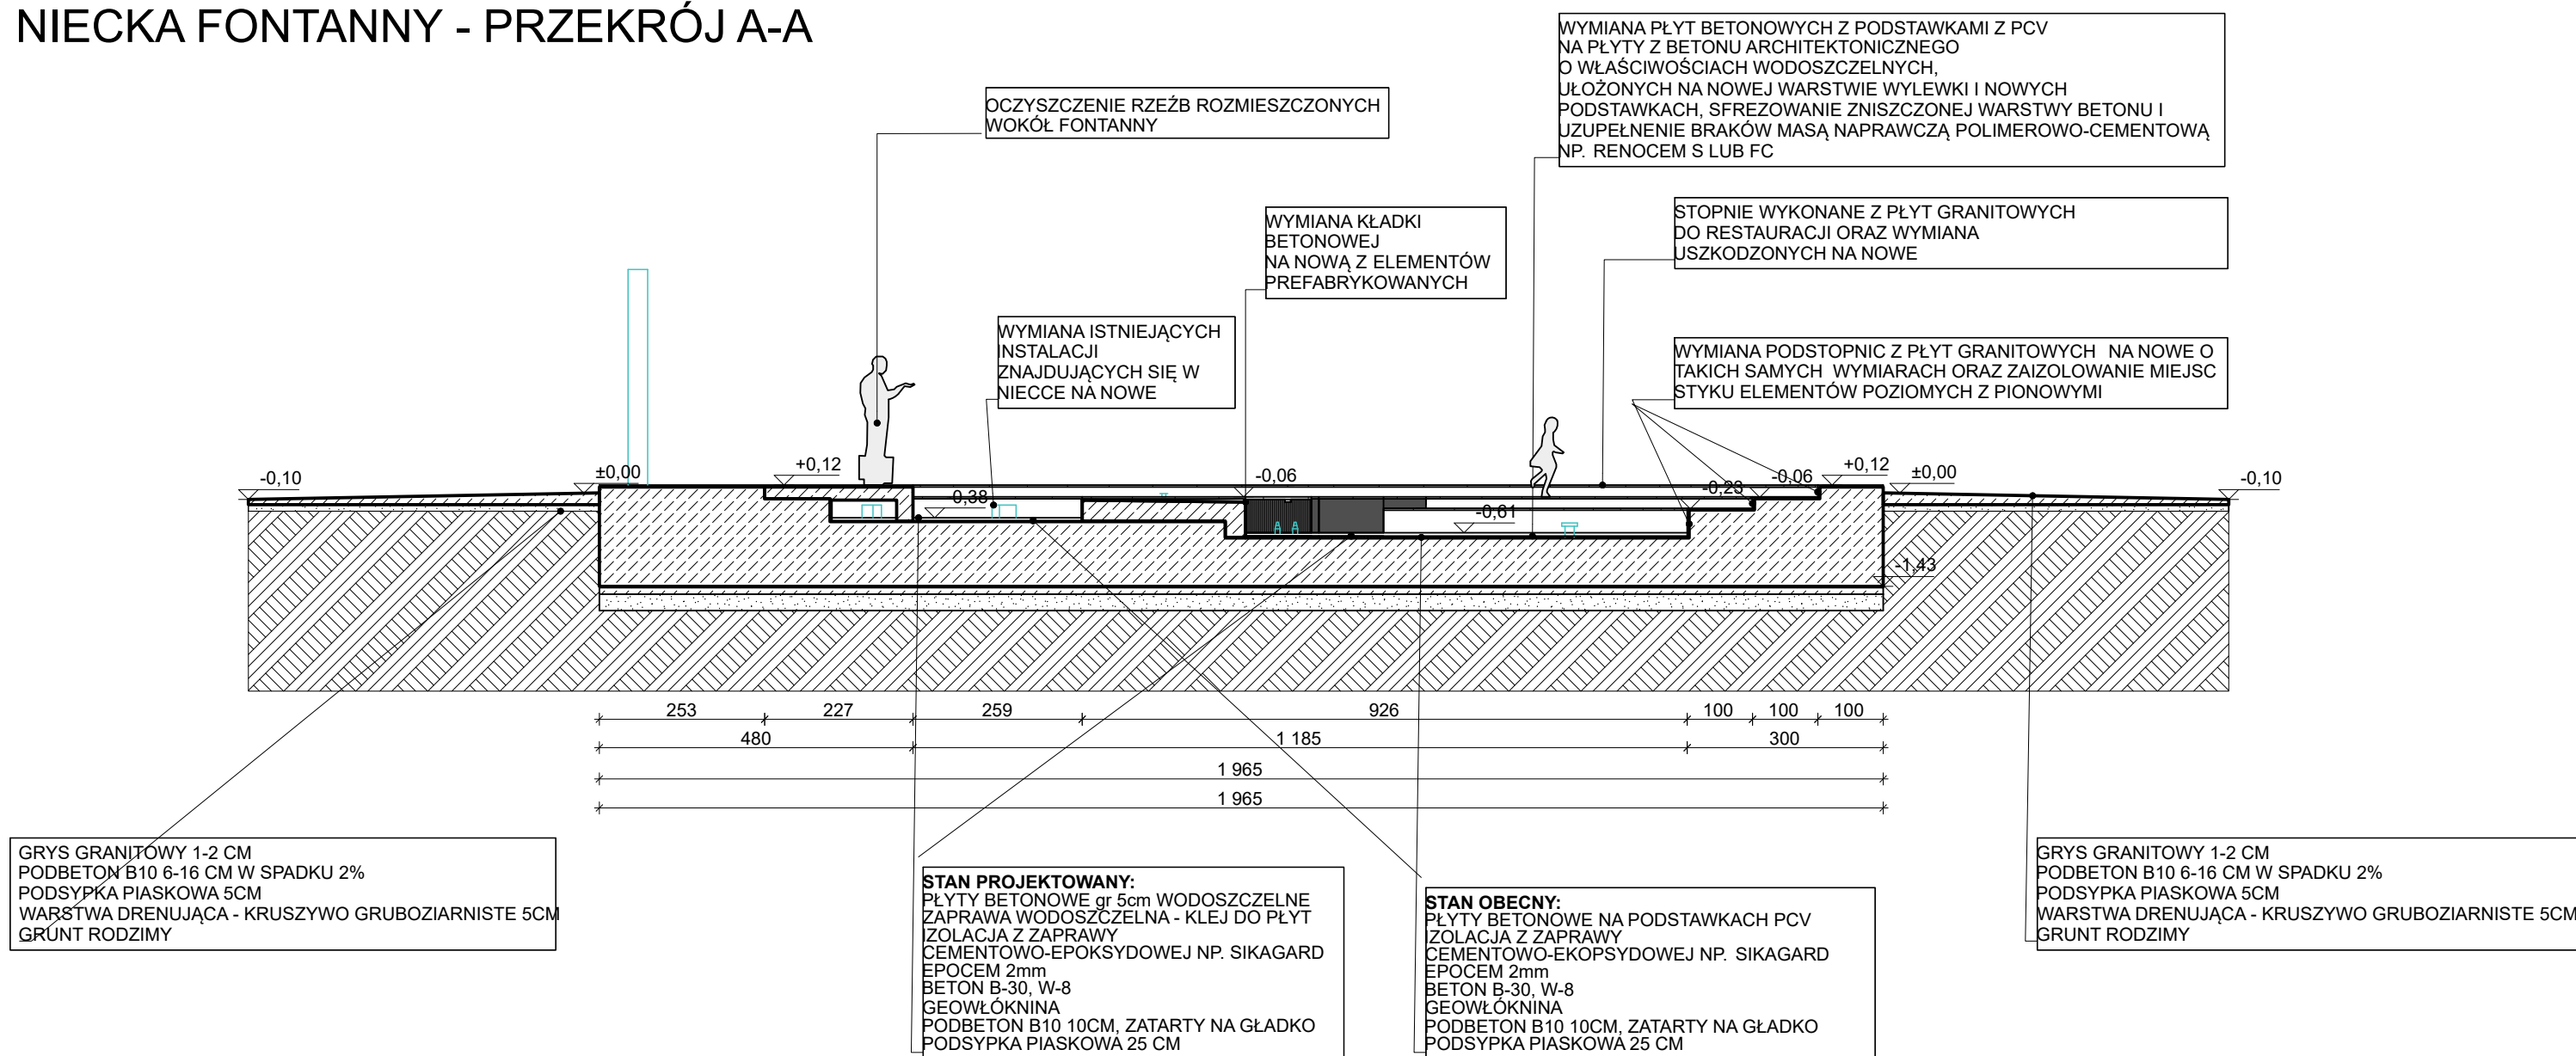 NIECKA FONTANNY - PRZEKRÓJ A-A
WYMIANA PŁYT BETONOWYCH Z PODSTAWKAMI Z PCV
NA PŁYTY Z BETONU ARCHITEKTONICZNEGO
O WŁAŚCIWOŚCIACH WODOSZCZELNYCH,
UŁOŻONYCH NA NOWEJ WARSTWIE WYLEWKI I NOWYCH
PODSTAWKACH, SFREZOWANIE ZNISZCZONEJ WARSTWY BETONU I
UZUPEŁNENIE BRAKÓW MASĄ NAPRAWCZĄ POLIMEROWO-CEMENTOWĄ
NP. RENOCEM S LUB FC
OCZYSZCZENIE RZEŹB ROZMIESZCZONYCH
WOKÓŁ FONTANNY
WYMIANA KŁADKI
BETONOWEJ
NA NOWĄ Z ELEMENTÓW
PREFABRYKOWANYCH
STOPNIE WYKONANE Z PŁYT GRANITOWYCH
DO RESTAURACJI ORAZ WYMIANA
USZKODZONYCH NA NOWE
WYMIANA ISTNIEJĄCYCH
INSTALACJI
ZNAJDUJĄCYCH SIĘ W
NIECCE NA NOWE
WYMIANA PODSTOPNIC Z PŁYT GRANITOWYCH NA NOWE O
TAKICH SAMYCH WYMIARACH ORAZ ZAIZOLOWANIE MIEJSC
STYKU ELEMENTÓW POZIOMYCH Z PIONOWYMI
-0,10
±0,00
+0,12
-0,38
-0,06
-0,61
-0,23
-0,06
+0,12
±0,00
-0,10
-1,43
253
227
259
926
100
100
100
480
1 185
300
1 965
1 965
GRYS GRANITOWY 1-2 CM
PODBETON B10 6-16 CM W SPADKU 2%
PODSYPKA PIASKOWA 5CM
WARSTWA DRENUJĄCA - KRUSZYWO GRUBOZIARNISTE 5CM
GRUNT RODZIMY
STAN PROJEKTOWANY:
PŁYTY BETONOWE gr 5cm WODOSZCZELNE
ZAPRAWA WODOSZCZELNA - KLEJ DO PŁYT
IZOLACJA Z ZAPRAWY
CEMENTOWO-EPOKSYDOWEJ NP. SIKAGARD
EPOCEM 2mm
BETON B-30, W-8
GEOWŁÓKNINA
PODBETON B10 10CM, ZATARTY NA GŁADKO
PODSYPKA PIASKOWA 25 CM
STAN OBECNY:
PŁYTY BETONOWE NA PODSTAWKACH PCV
IZOLACJA Z ZAPRAWY
CEMENTOWO-EKOPSYDOWEJ NP. SIKAGARD
EPOCEM 2mm
BETON B-30, W-8
GEOWŁÓKNINA
PODBETON B10 10CM, ZATARTY NA GŁADKO
PODSYPKA PIASKOWA 25 CM
GRYS GRANITOWY 1-2 CM
PODBETON B10 6-16 CM W SPADKU 2%
PODSYPKA PIASKOWA 5CM
WARSTWA DRENUJĄCA - KRUSZYWO GRUBOZIARNISTE 5CM
GRUNT RODZIMY